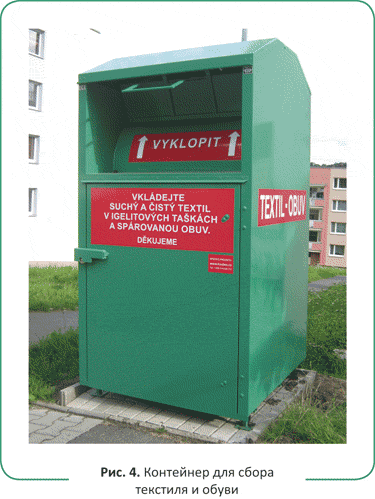 VYKLOPIT
VKLÁDEJTE
SUCHÝ A ČISTÝ TEXTIL
V IGELITOVÝCH TAŠKÁCH
A SPÁROVANOU OBUV.
DĚKUJEME
TEXTIL - OBUV
Рис. 4. Контейнер для сбора
текстиля и обуви